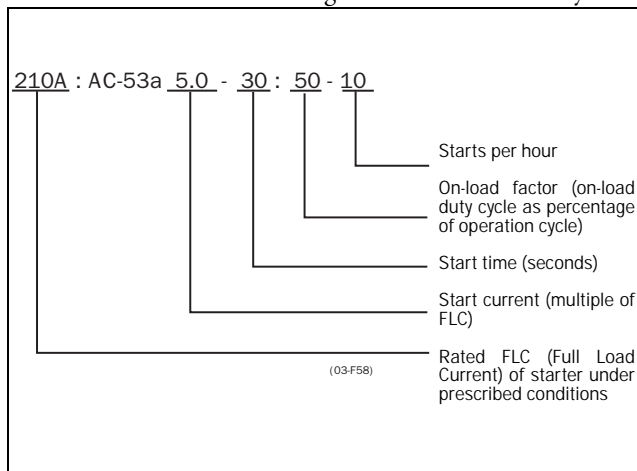 210A : AC-53a 5.0 - 30 : 50 - 10
Starts per hour
On-load factor (on-load
duty cycle as percentage
of operation cycle)
Start time (seconds)
Start current (multiple of
FLC)
Rated FLC (Full Load
Current) of starter under
prescribed conditions
(03-F58)